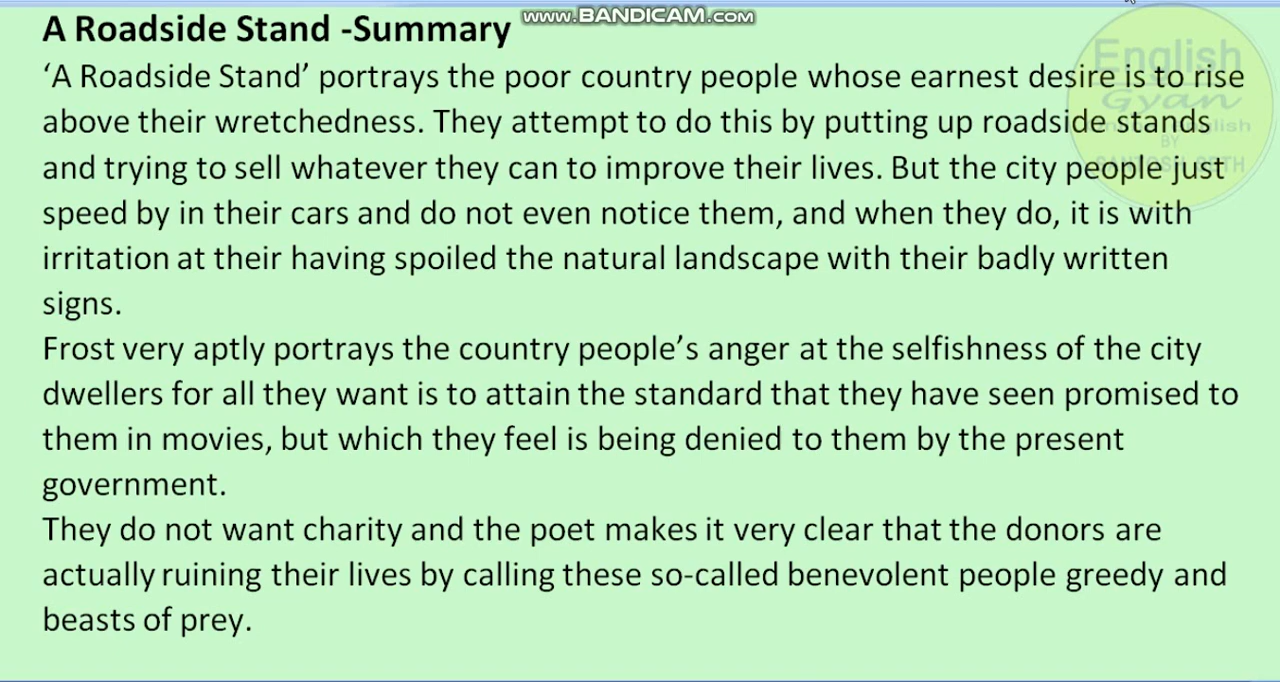 www.BANDICAM.com
A Roadside Stand -Summary
‘A Roadside Stand’ portrays the poor country people whose earnest desire is to rise
above their wretchedness. They attempt to do this by putting up roadside stands
and trying to sell whatever they can to improve their lives. But the city people just
speed by in their cars and do not even notice them, and when they do, it is with
irritation at their having spoiled the natural landscape with their badly written
signs.
Frost very aptly portrays the country people’s anger at the selfishness of the city
dwellers for all they want is to attain the standard that they have seen promised to
them in movies, but which they feel is being denied to them by the present
government.
They do not want charity and the poet makes it very clear that the donors are
actually ruining their lives by calling these so-called benevolent people greedy and
beasts of prey.
English
Gyan
BY